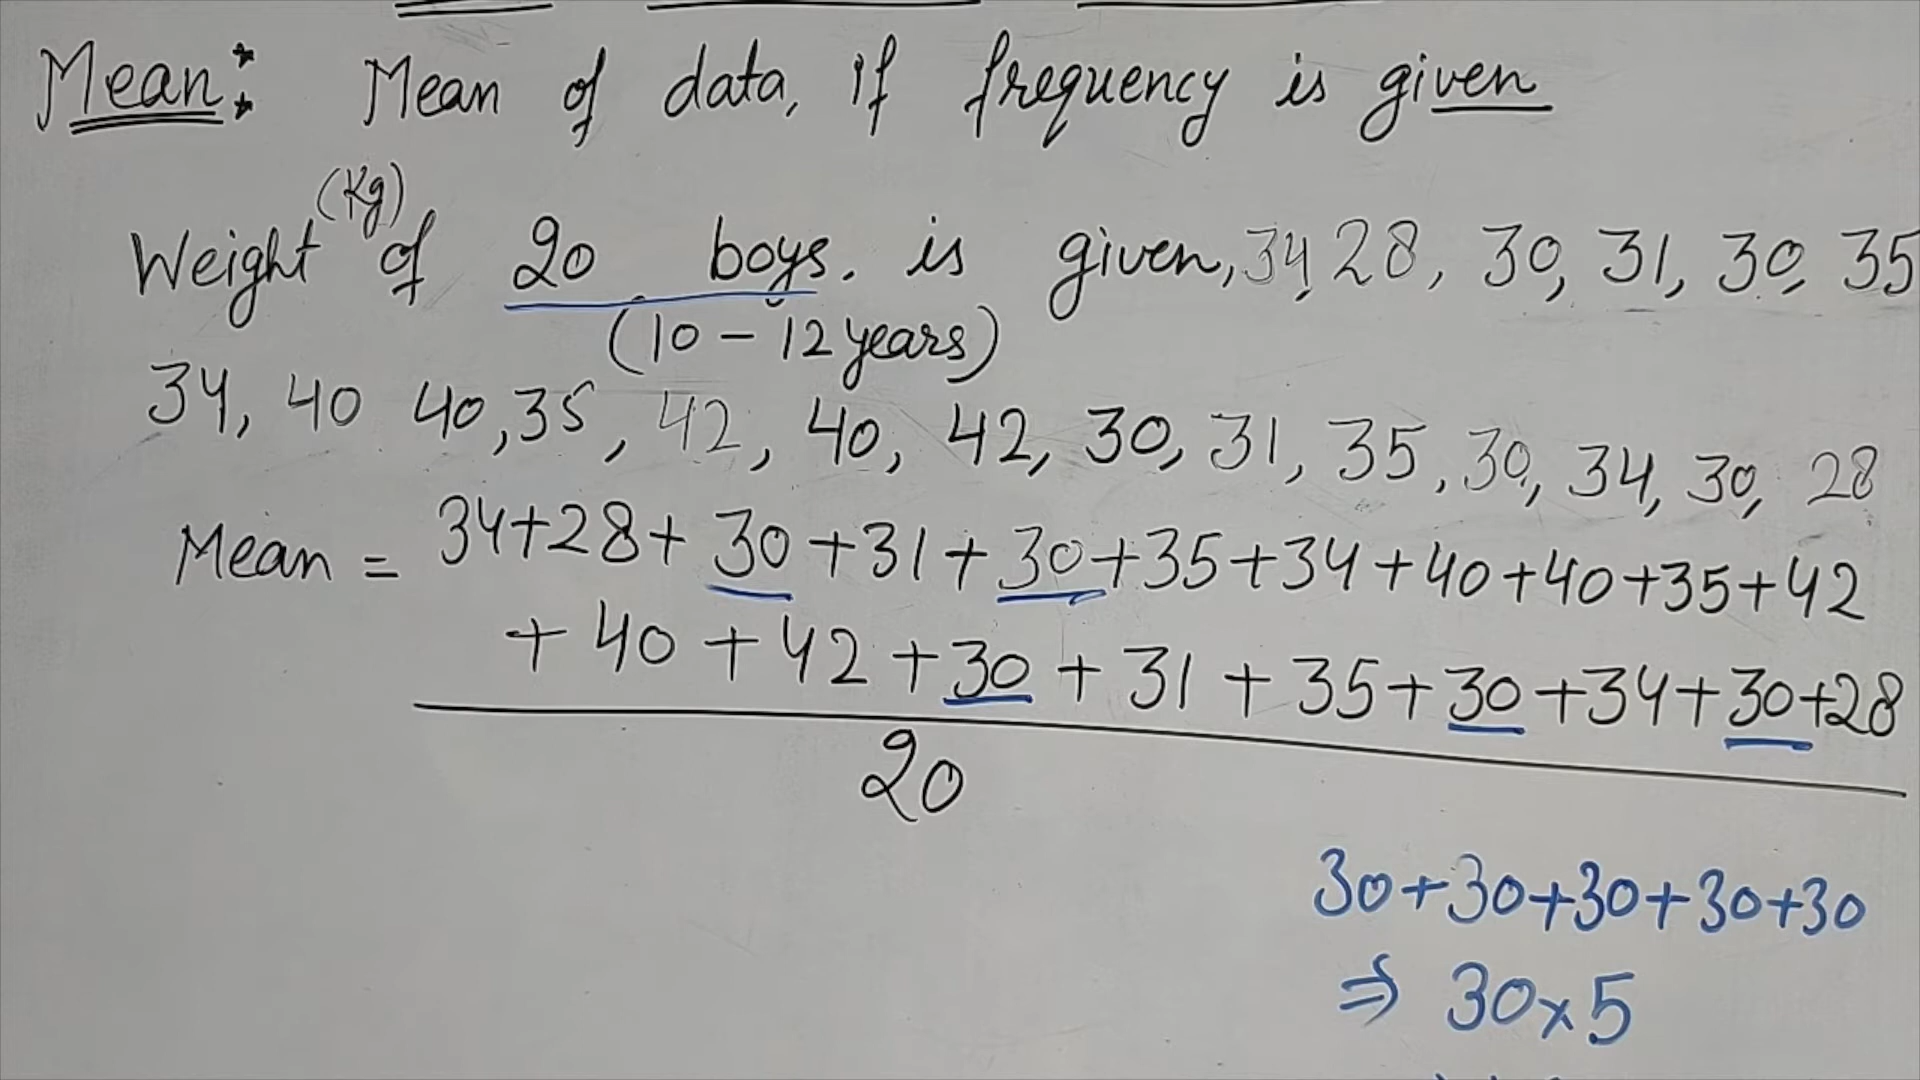 Mean: Mean of data, if frequency is given
Weight (Kg) of 20 boys. is given, 34, 28, 30, 31, 30, 35
(10 - 12 years)
34, 40 40, 35, 42, 40, 42, 30, 31, 35, 30, 34, 30, 28
Mean = 34+28+30+31+30+35+34+40+40+35+42
+40+42+30+31+35+30+34+30+28
20
30+30+30+30+30
⇒ 30×5